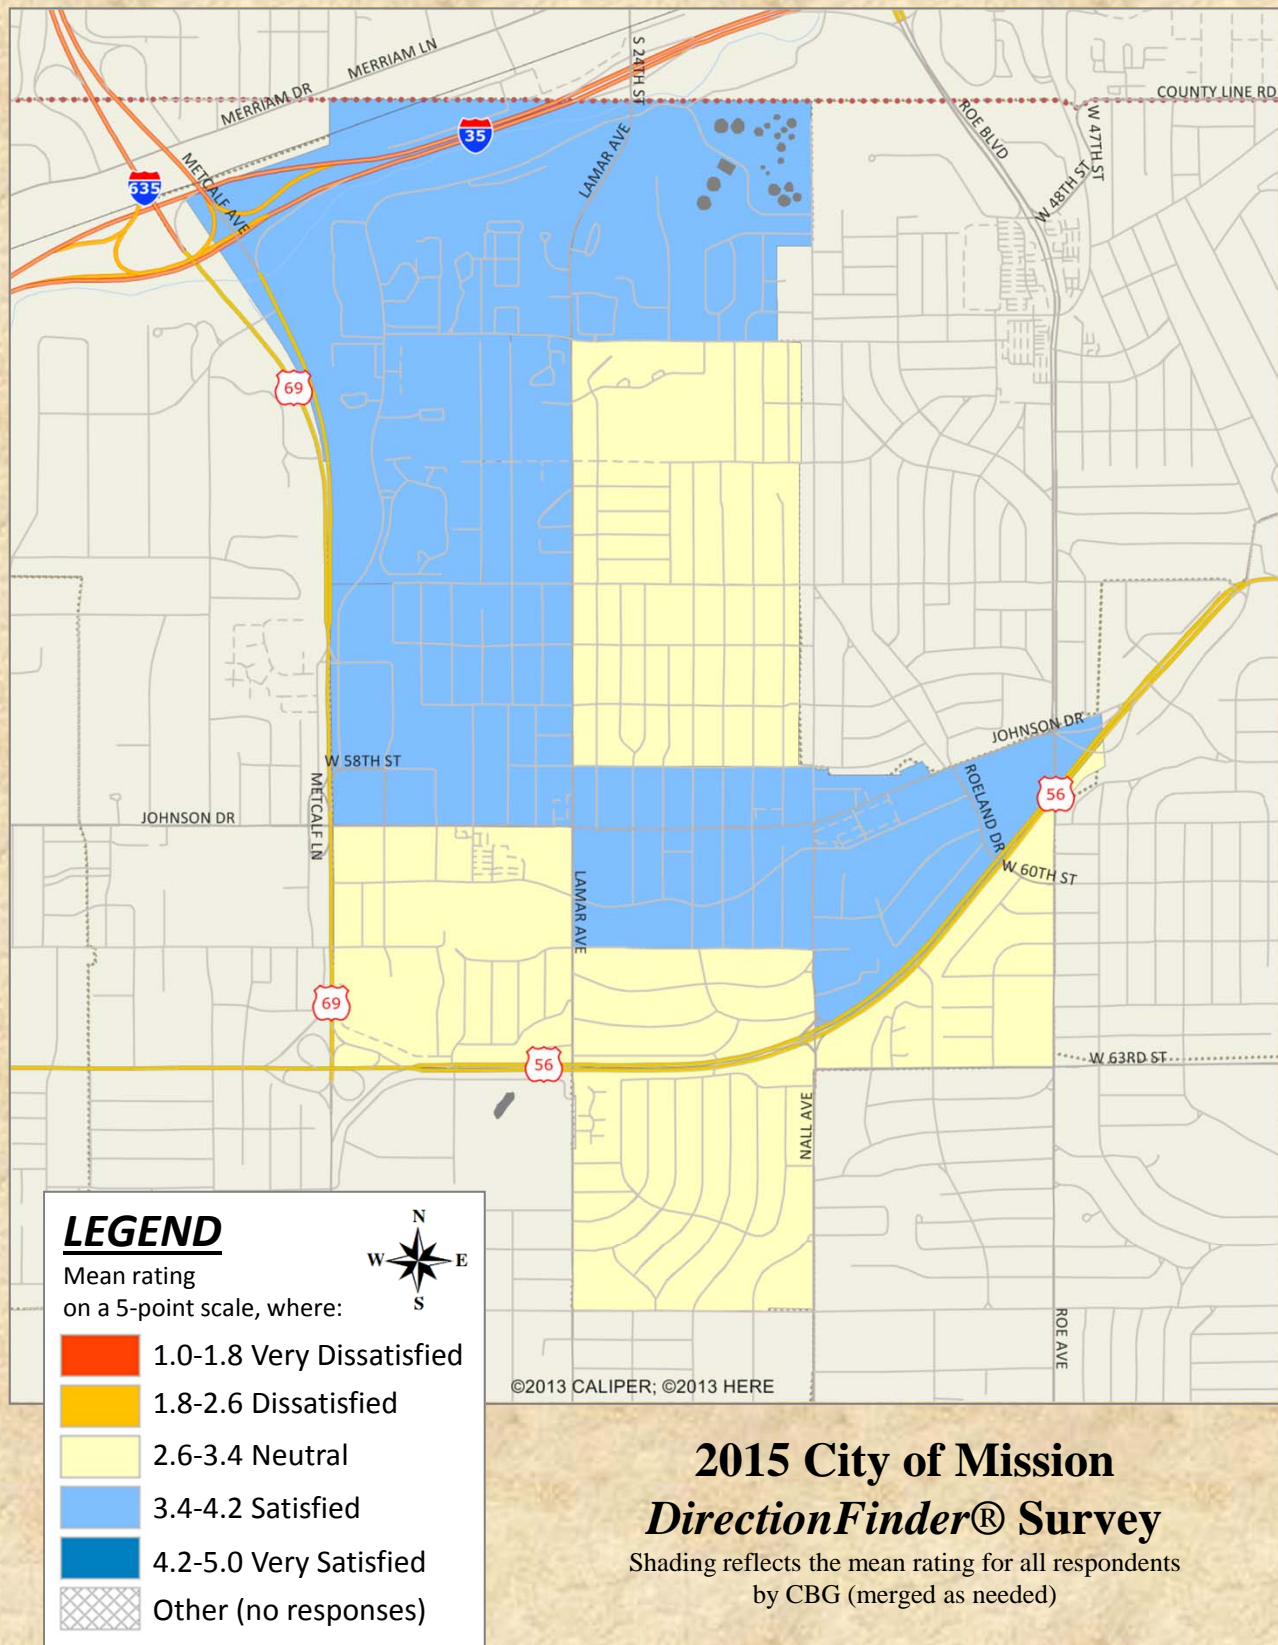 MERRIAM LN
S 24TH ST
MERRIAM DR
COUNTY LINE RD
35
ROE BLVD
W 47TH ST
METCALF AVE
635
LAMAR AVE
W 48TH ST
69
JOHNSON DR
W 58TH ST
METCALF LN
ROELAND DR
56
JOHNSON DR
LAMAR AVE
W 60TH ST
69
56
W 63RD ST
NALL AVE
ROE AVE
©2013 CALIPER; ©2013 HERE
LEGEND
N
W E
S
Mean rating
on a 5-point scale, where:
1.0-1.8 Very Dissatisfied
1.8-2.6 Dissatisfied
2.6-3.4 Neutral
3.4-4.2 Satisfied
4.2-5.0 Very Satisfied
Other (no responses)
2015 City of Mission
DirectionFinder® Survey
Shading reflects the mean rating for all respondents
by CBG (merged as needed)